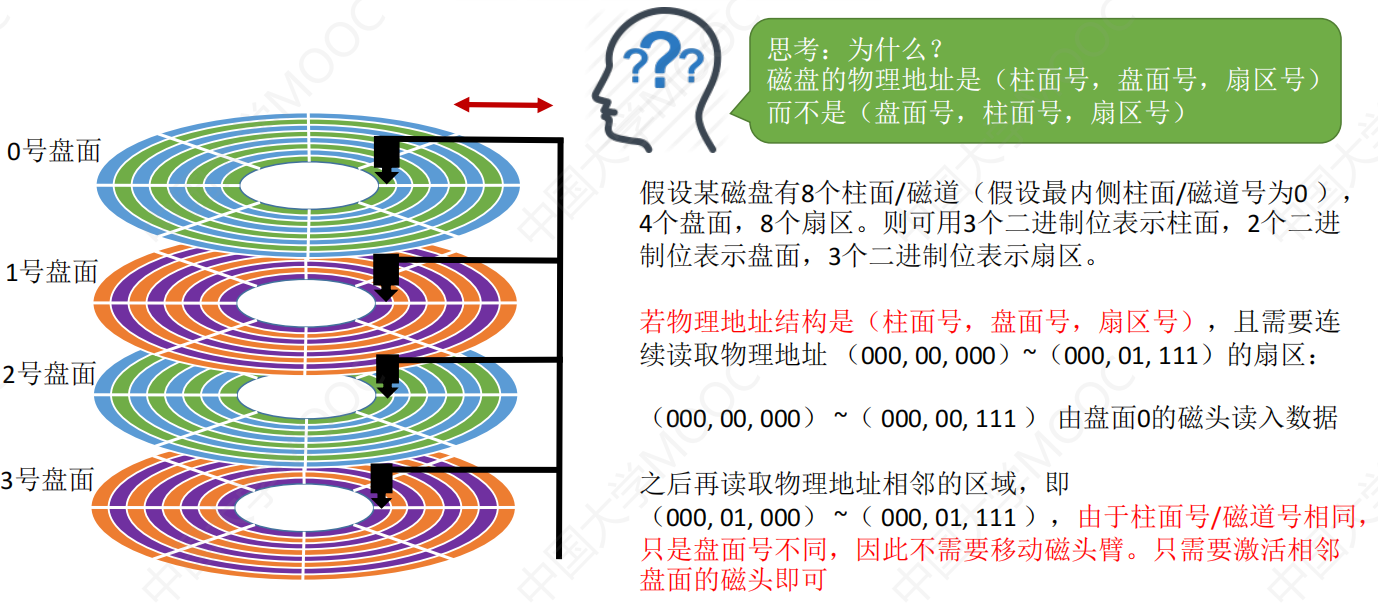 思考：为什么？
磁盘的物理地址是（柱面号，盘面号，扇区号）
而不是（盘面号，柱面号，扇区号）
???
0号盘面
1号盘面
2号盘面
3号盘面
假设某磁盘有8个柱面/磁道（假设最内侧柱面/磁道号为0），
4个盘面，8个扇区。则可用3个二进制位表示柱面，2个二进
制位表示盘面，3个二进制位表示扇区。
若物理地址结构是（柱面号，盘面号，扇区号），且需要连
续读取物理地址（000, 00, 000）~（000, 01, 111）的扇区：
（000, 00, 000） ~（ 000, 00, 111 ） 由盘面0的磁头读入数据
之后再读取物理地址相邻的区域，即
（000, 01, 000） ~（ 000, 01, 111 ），由于柱面号/磁道号相同，
只是盘面号不同，因此不需要移动磁头臂。只需要激活相邻
盘面的磁头即可
中国大学MOOC